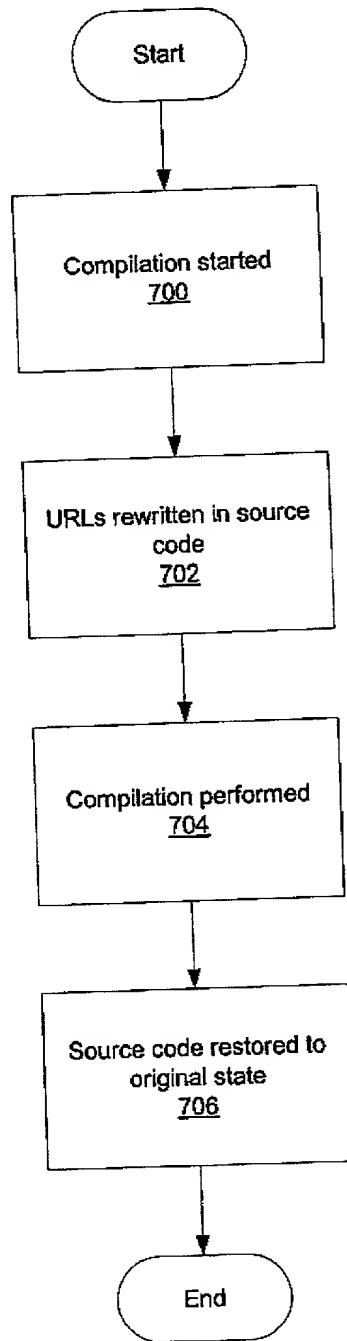 Start
Compilation started
700
URLs rewritten in source
code
702
Compilation performed
704
Source code restored to
original state
706
End